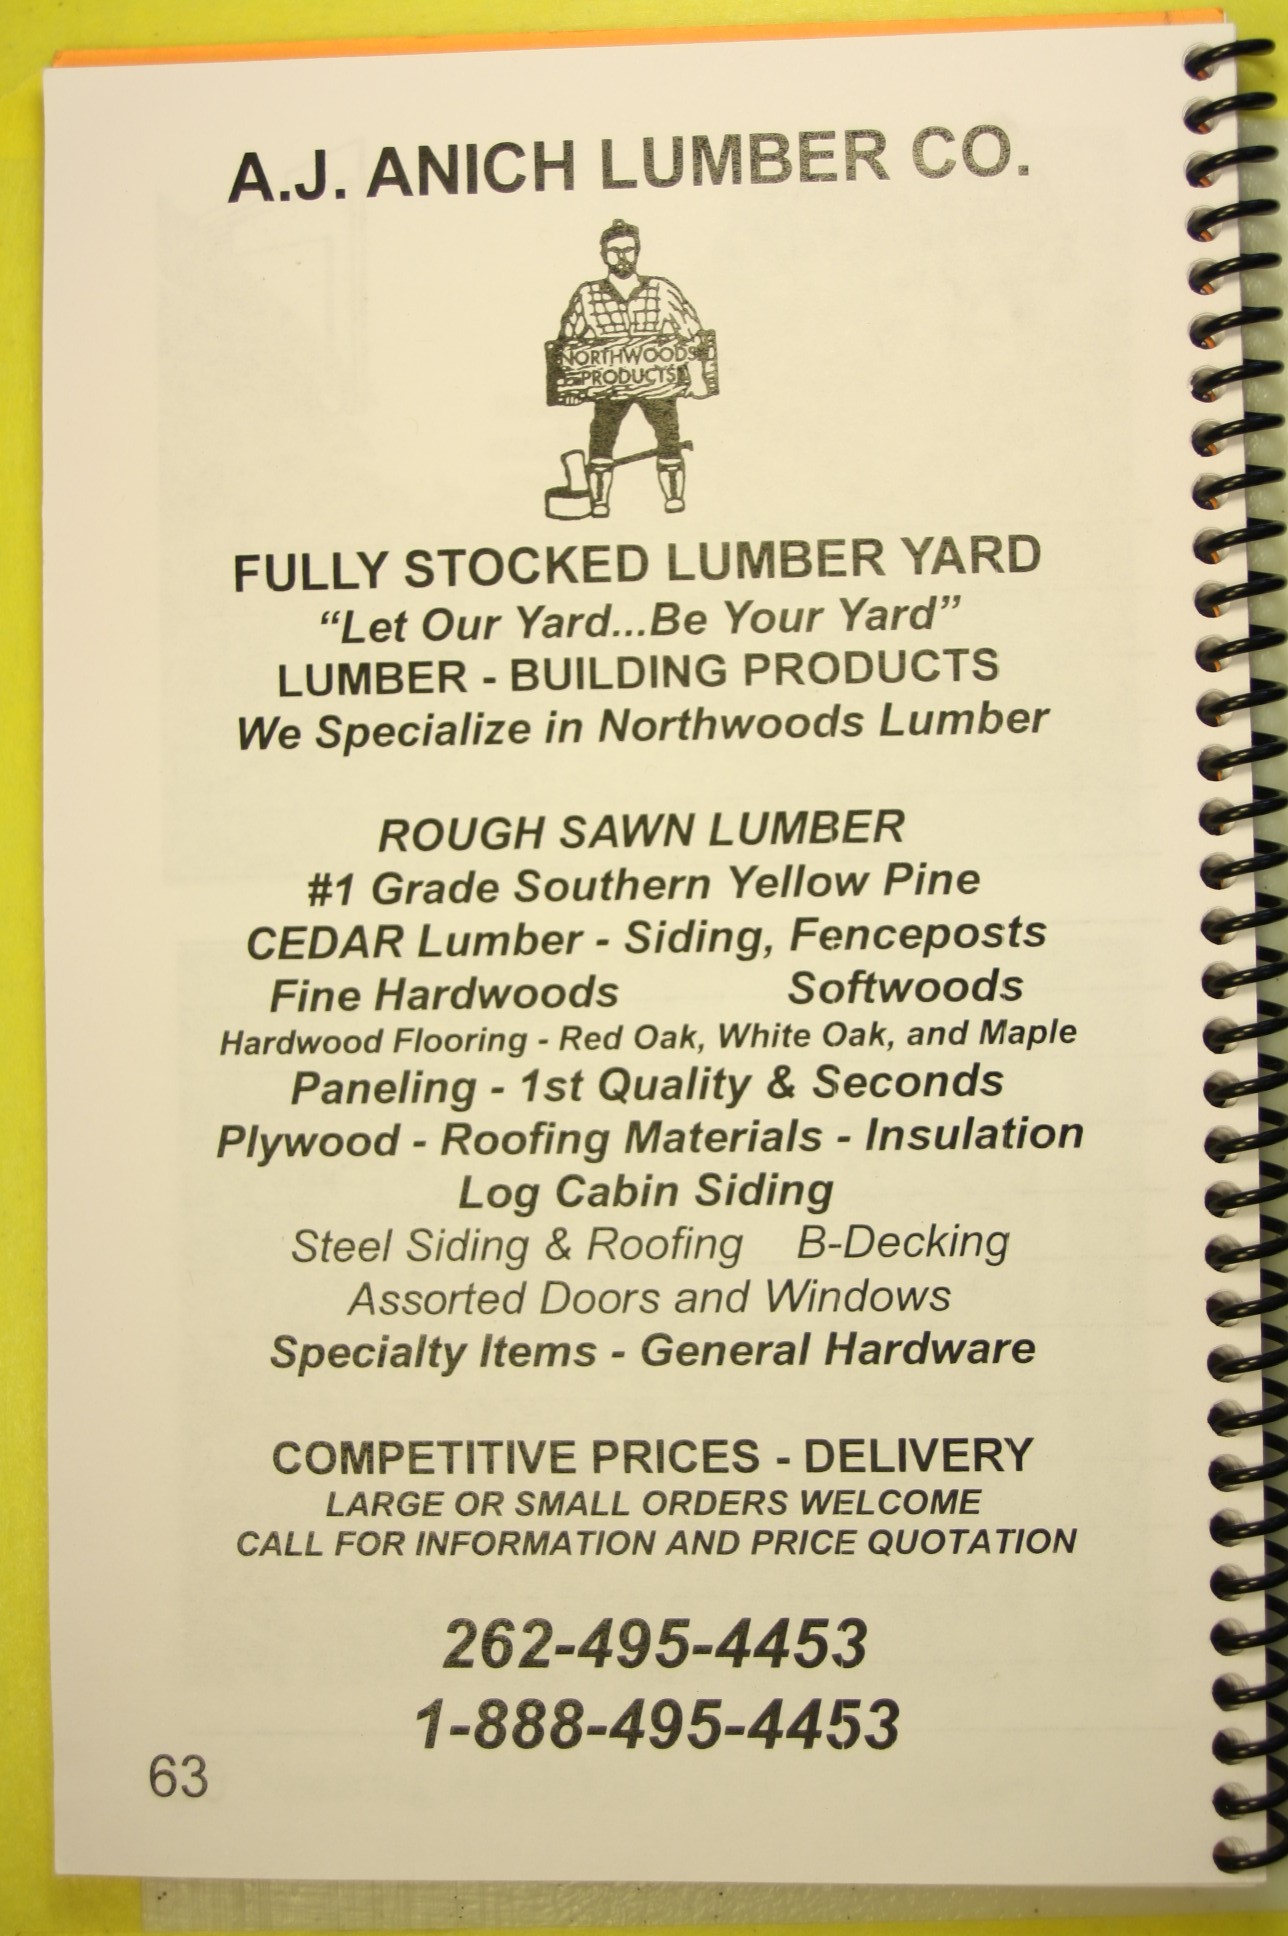 A.J. ANICH LUMBER CO.
NORTHWOODS
PRODUCTS
FULLY STOCKED LUMBER YARD
“Let Our Yard...Be Your Yard”
LUMBER - BUILDING PRODUCTS
We Specialize in Northwoods Lumber
ROUGH SAWN LUMBER
#1 Grade Southern Yellow Pine
CEDAR Lumber - Siding, Fenceposts
Fine Hardwoods Softwoods
Hardwood Flooring - Red Oak, White Oak, and Maple
Paneling - 1st Quality & Seconds
Plywood - Roofing Materials - Insulation
Log Cabin Siding
Steel Siding & Roofing B-Decking
Assorted Doors and Windows
Specialty Items - General Hardware
COMPETITIVE PRICES - DELIVERY
LARGE OR SMALL ORDERS WELCOME
CALL FOR INFORMATION AND PRICE QUOTATION
262-495-4453
1-888-495-4453
63